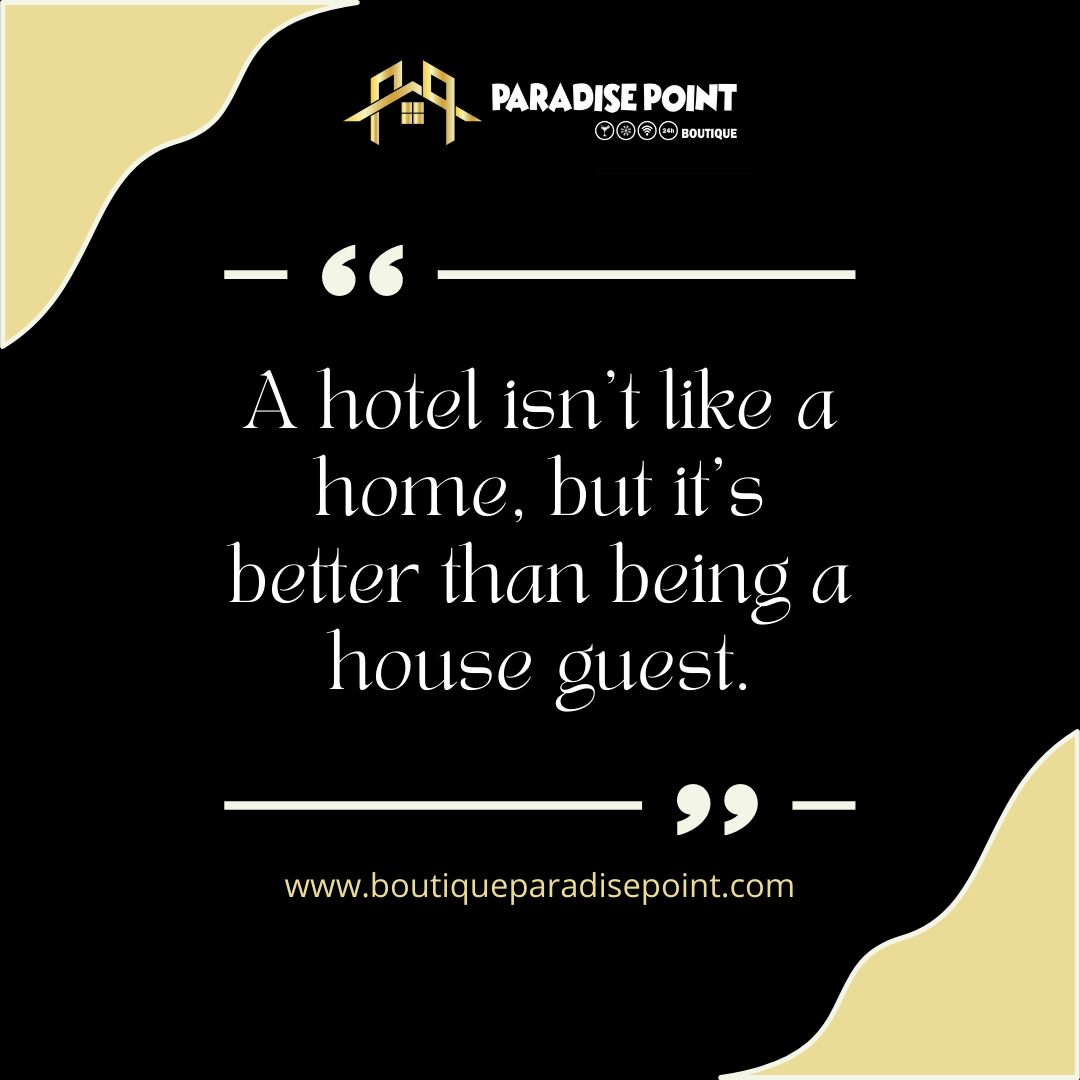 PARADISE POINT
24h BOUTIQUE
“
A hotel isn’t like a
home, but it’s
better than being a
house guest.
”
www.boutiqueparadisepoint.com